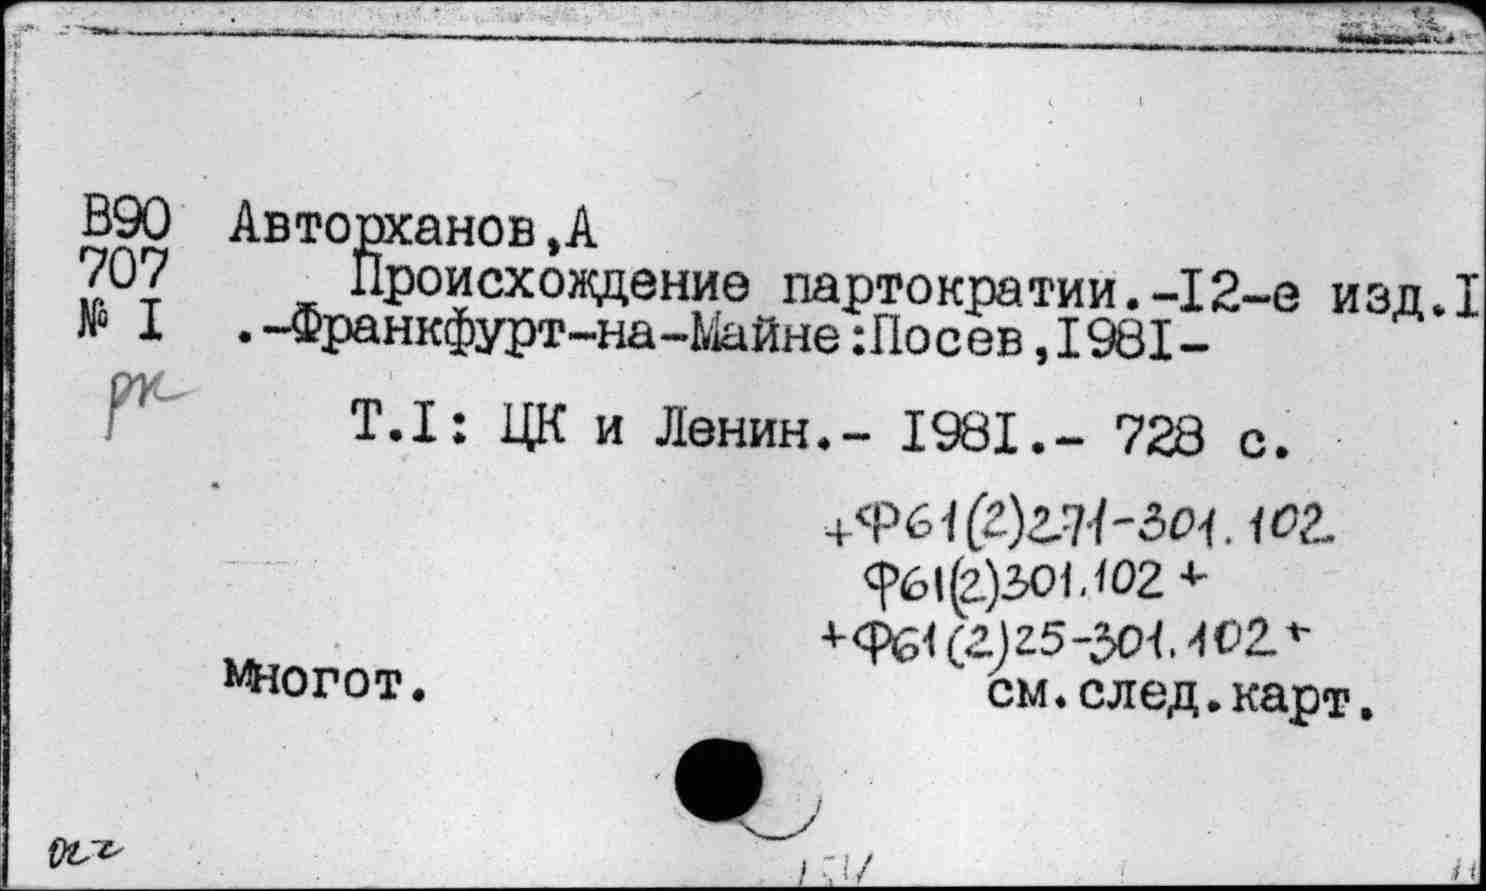 В90 Авторханов,А
707 Происхождение партократии.-I2-е изд.I
№ I .-Франкфурт-на-Майне:Посев,I98I-
рк
Т.I: ЦК и Ленин.- I98I.- 728 с.
+Ф61(2)271-301.102
Ф61(2)301.102 +
+Ф61(2)25-301.102 +
многот. см.след.карт.